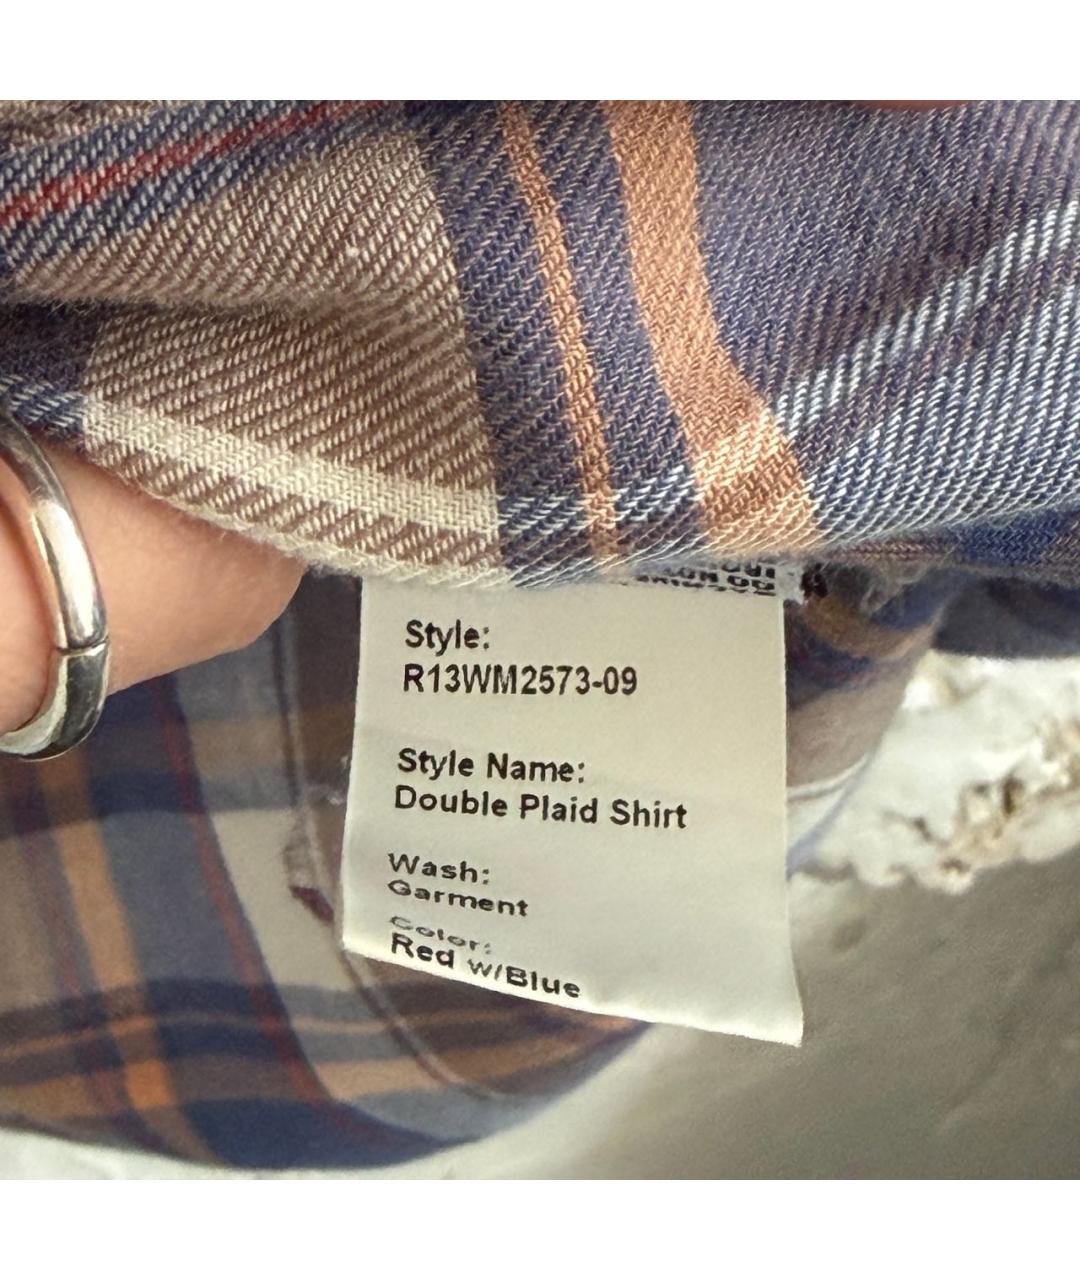 Style:
R13WM2573-09
Style Name:
Double Plaid Shirt
Wash:
Garment
Color:
Red w/Blue